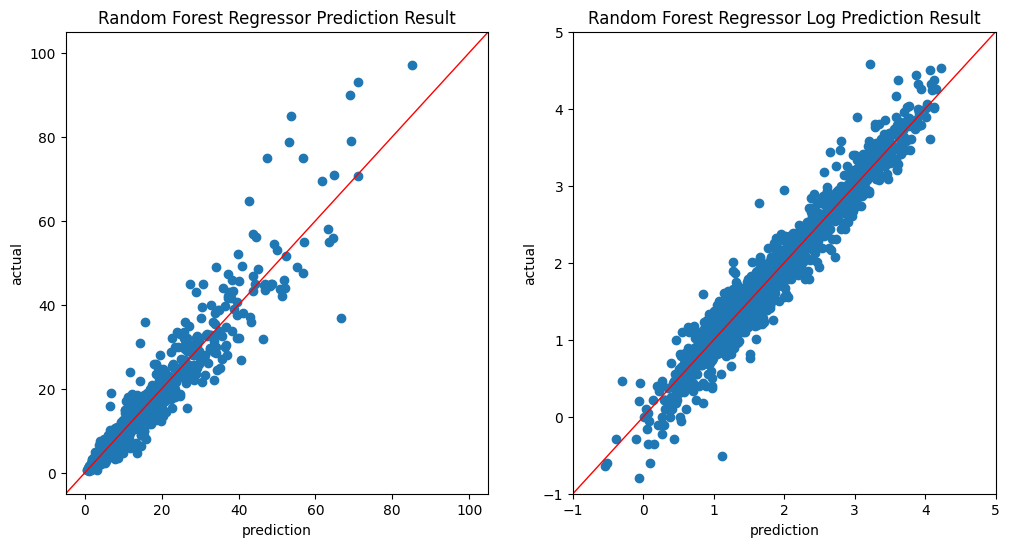 Random Forest Regressor Prediction Result
100
80
60
40
20
0
actual
0 20 40 60 80 100
prediction
Random Forest Regressor Log Prediction Result
5
4
3
2
1
0
−1
actual
−1 0 1 2 3 4 5
prediction